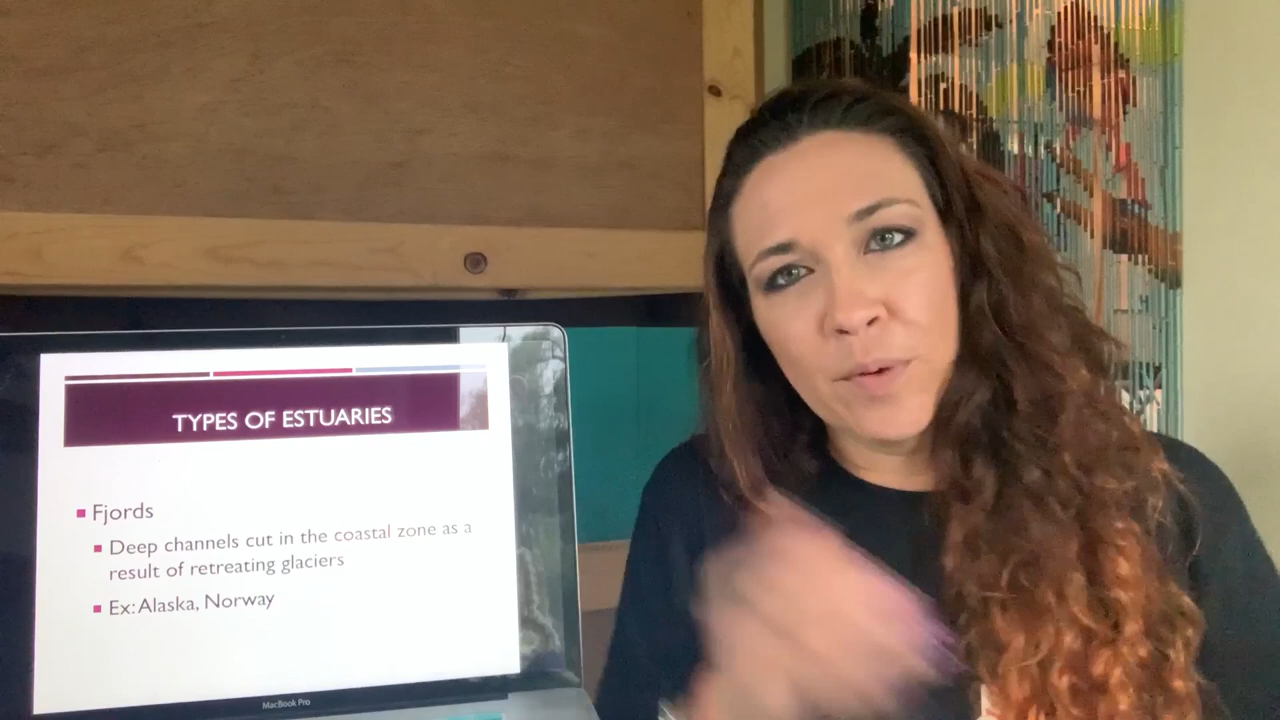 TYPES OF ESTUARIES
▪ Fjords
▪ Deep channels cut in the coastal zone as a
result of retreating glaciers
▪ Ex: Alaska, Norway
MacBook Pro